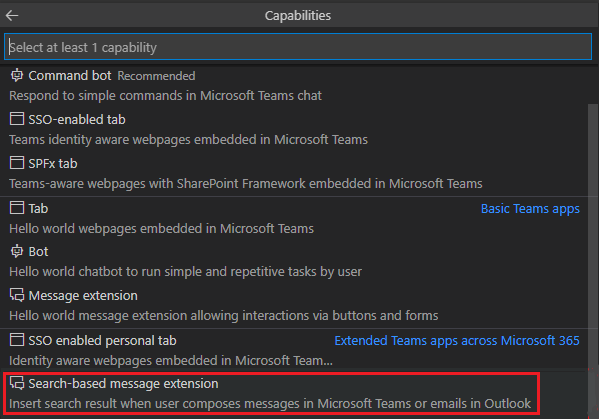 Capabilities
Select at least 1 capability
Command bot Recommended
Respond to simple commands in Microsoft Teams chat
SSO-enabled tab
Teams identity aware webpages embedded in Microsoft Teams
SPFx tab
Teams-aware webpages with SharePoint Framework embedded in Microsoft Teams
Tab Basic Teams apps
Hello world webpages embedded in Microsoft Teams
Bot
Hello world chatbot to run simple and repetitive tasks by user
Message extension
Hello world message extension allowing interactions via buttons and forms
SSO enabled personal tab Extended Teams apps across Microsoft 365
Identity aware webpages embedded in Microsoft Team...
Search-based message extension
Insert search result when user composes messages in Microsoft Teams or emails in Outlook